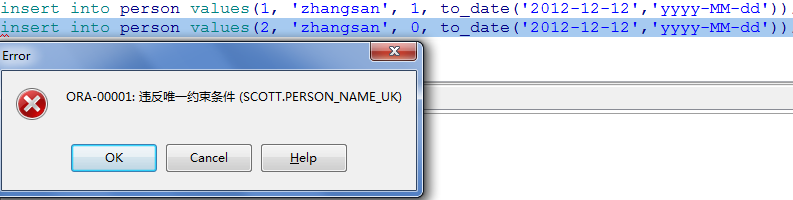 insert into person values(1, 'zhangsan', 1, to_date('2012-12-12','yyyy-MM-dd'));
insert into person values(2, 'zhangsan', 0, to_date('2012-12-12','yyyy-MM-dd'));
Error
ORA-00001: 违反唯一约束条件 (SCOTT.PERSON_NAME_UK)
OK Cancel Help